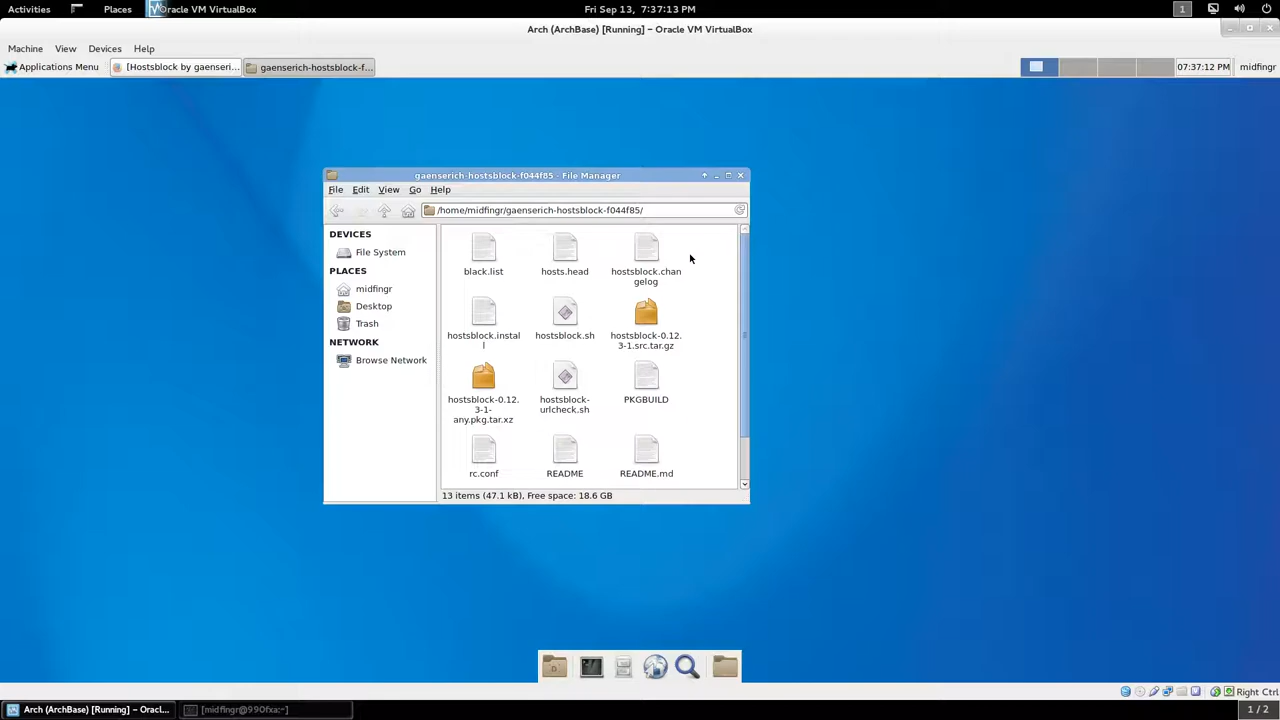 Activities Places Oracle VM VirtualBox Fri Sep 13, 7:37:13 PM 1
Arch (ArchBase) [Running] – Oracle VM VirtualBox
Machine View Devices Help
Applications Menu [Hostsblock by gaenseri... gaenserich-hostsblock-f... 07:37:12 PM midfingr
gaenserich-hostsblock-f044f85 - File Manager
File Edit View Go Help
/home/midfingr/gaenserich-hostsblock-f044f85/
DEVICES
File System
PLACES
midfingr
Desktop
Trash
NETWORK
Browse Network
black.list
hosts.head
hostsblock.chan
gelog
hostsblock.instal
l
hostsblock.sh
hostsblock-0.12.
3-1.src.tar.gz
hostsblock-0.12.
3-1-
any.pkg.tar.xz
hostsblock-
urlcheck.sh
PKGBUILD
rc.conf
README
README.md
13 items (47.1 kB), Free space: 18.6 GB
Right Ctrl
Arch (ArchBase) [Running] – Oracl... [midfingr@990fxa:~] 1 / 2